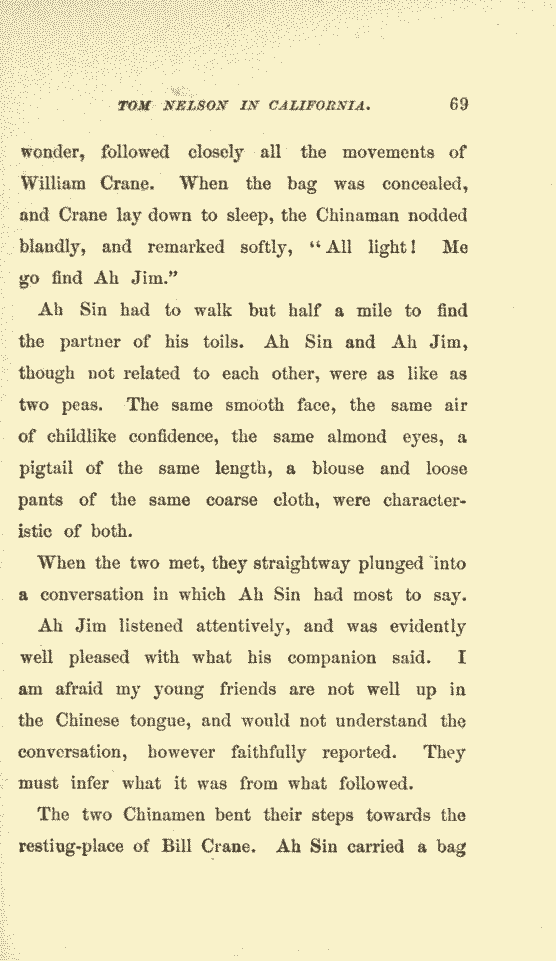 TOM NELSON IN CALIFORNIA. 69
wonder, followed closely all the movements of
William Crane. When the bag was concealed,
and Crane lay down to sleep, the Chinaman nodded
blandly, and remarked softly, "All light! Me
go find Ah Jim."
Ah Sin had to walk but half a mile to find
the partner of his toils. Ah Sin and Ah Jim,
though not related to each other, were as like as
two peas. The same smooth face, the same air
of childlike confidence, the same almond eyes, a
pigtail of the same length, a blouse and loose
pants of the same coarse cloth, were character-
istic of both.
When the two met, they straightway plunged into
a conversation in which Ah Sin had most to say.
Ah Jim listened attentively, and was evidently
well pleased with what his companion said. I
am afraid my young friends are not well up in
the Chinese tongue, and would not understand the
conversation, however faithfully reported. They
must infer what it was from what followed.
The two Chinamen bent their steps towards the
resting-place of Bill Crane. Ah Sin carried a bag